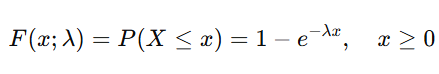 F(x; λ) = P(X ≤ x) = 1 − e^{−λx}, x ≥ 0